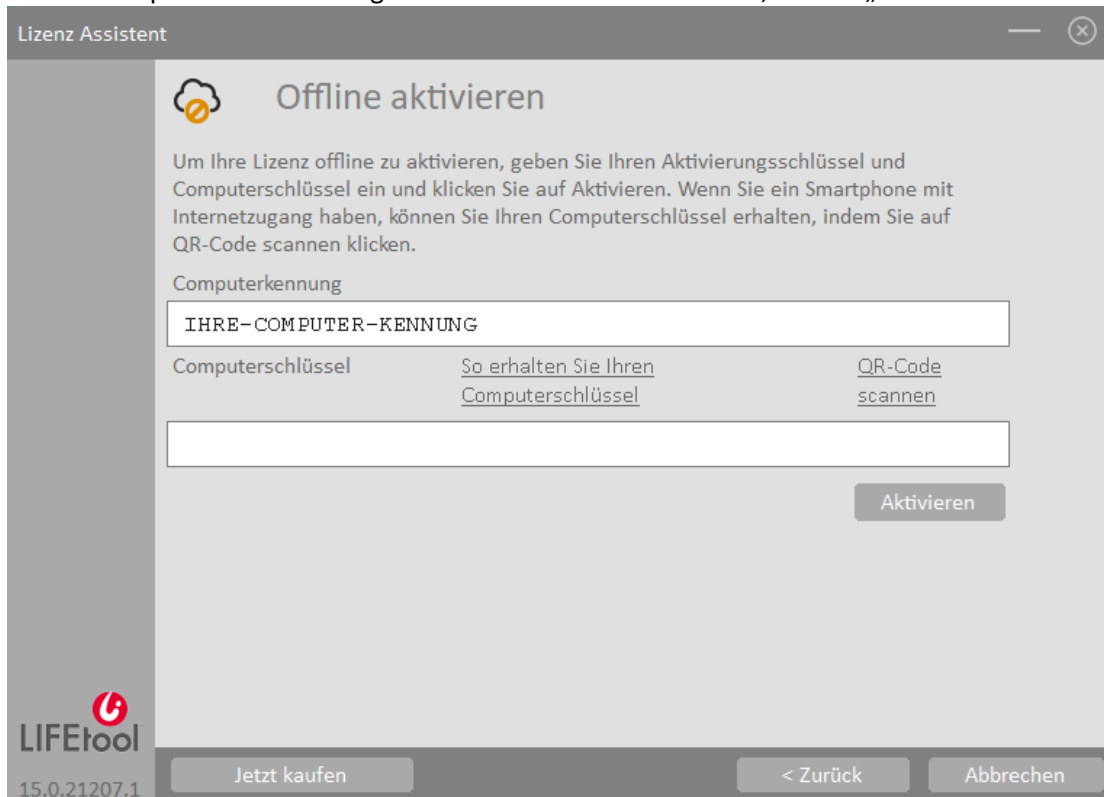 Lizenz Assistent
Offline aktivieren
Um Ihre Lizenz offline zu aktivieren, geben Sie Ihren Aktivierungsschlüssel und
Computerschlüssel ein und klicken Sie auf Aktivieren. Wenn Sie ein Smartphone mit
Internetzugang haben, können Sie Ihren Computerschlüssel erhalten, indem Sie auf
QR-Code scannen klicken.
Computerkennung
IHRE-COMPUTER-KENNUNG
Computerschlüssel
So erhalten Sie Ihren
Computerschlüssel
QR-Code
scannen
Aktivieren
LIFEtool
15.0.21207.1
Jetzt kaufen
< Zurück
Abbrechen